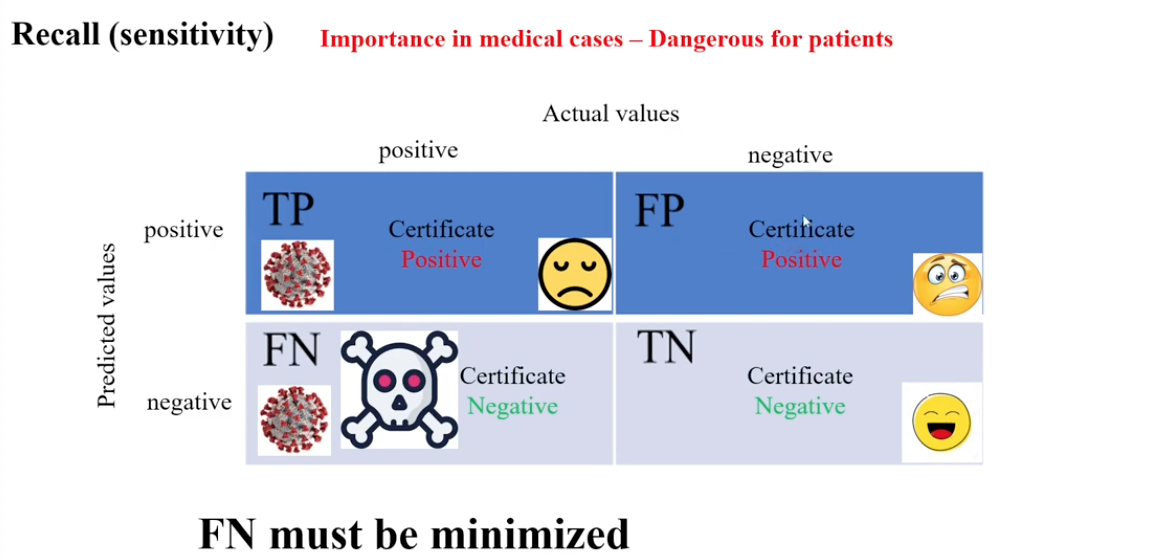 Recall (sensitivity)
Importance in medical cases – Dangerous for patients
Actual values
positive
negative
Predicted values
positive
TP
Certificate
Positive
FP
Certificate
Positive
negative
FN
Certificate
Negative
TN
Certificate
Negative
FN must be minimized